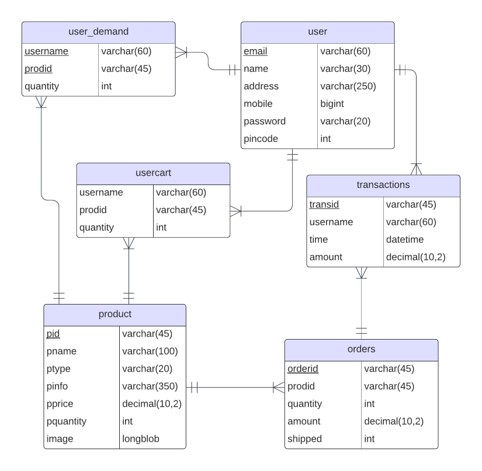 user_demand
username varchar(60)
prodid varchar(45)
quantity int
user
email varchar(60)
name varchar(30)
address varchar(250)
mobile bigint
password varchar(20)
pincode int
usercart
username varchar(60)
prodid varchar(45)
quantity int
transactions
transid varchar(45)
username varchar(60)
time datetime
amount decimal(10,2)
product
pid varchar(45)
pname varchar(100)
ptype varchar(20)
pinfo varchar(350)
pprice decimal(10,2)
pquantity int
image longblob
orders
orderid varchar(45)
prodid varchar(45)
quantity int
amount decimal(10,2)
shipped int